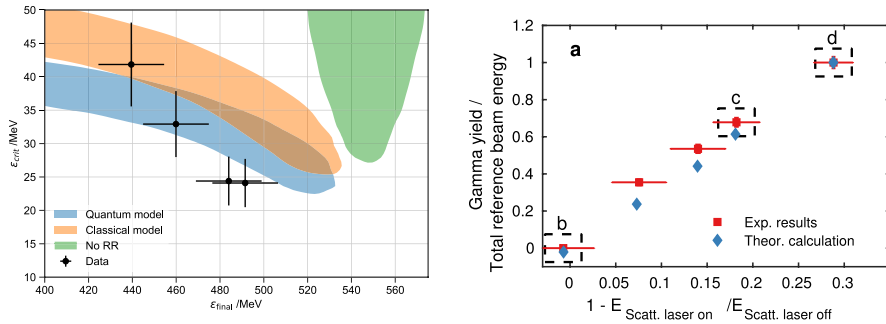 50
45
40
35
30
25
20
15
10
ε_crit /MeV
Quantum model
Classical model
No RR
Data
400 420 440 460 480 500 520 540 560
ε_final /MeV
a
b
c
d
1.2
1
0.8
0.6
0.4
0.2
0
Gamma yield /
Total reference beam energy
Exp. results
Theor. calculation
0 0.05 0.1 0.15 0.2 0.25 0.3
1 - E_Scatt. laser on /E_Scatt. laser off